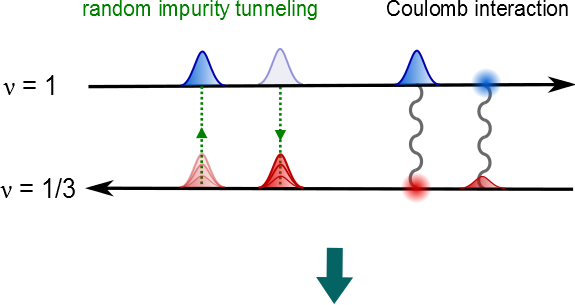 random impurity tunneling
Coulomb interaction
ν = 1
ν = 1/3